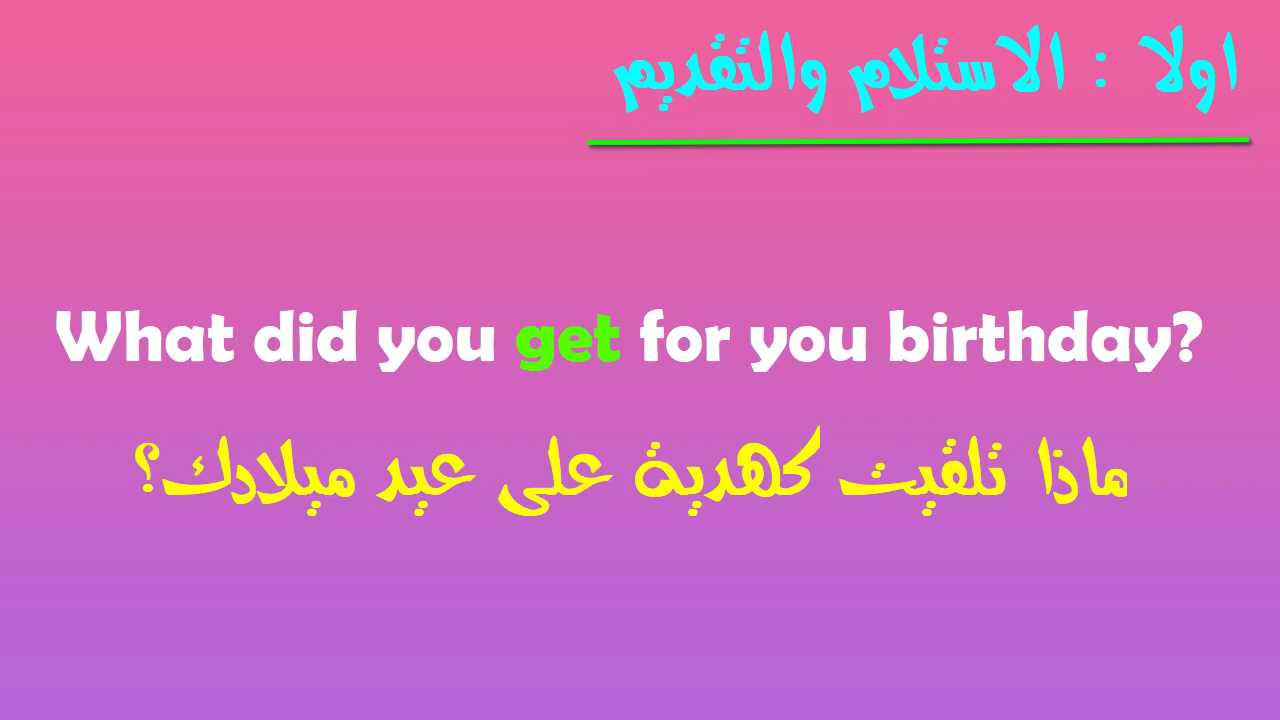 اولا : الاستلام والتقديم
What did you get for you birthday?
ماذا تلقيت كهدية على عيد ميلادك؟